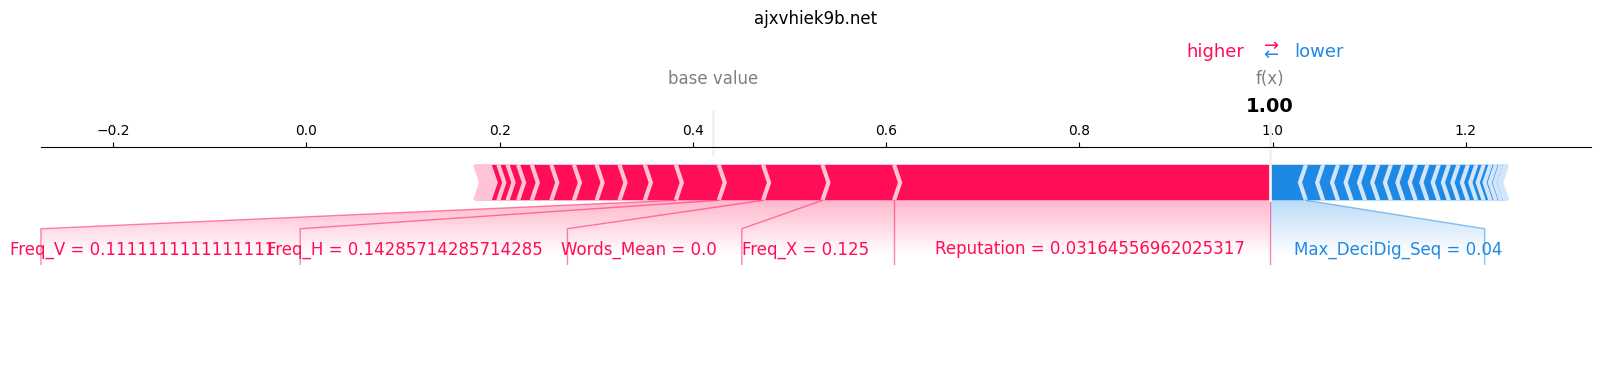 ajxvhiek9b.net
higher ⇄ lower
base value f(x)
1.00
−0.2 0.0 0.2 0.4 0.6 0.8 1.0 1.2
Freq_V = 0.1111111111111111 Freq_H = 0.14285714285714285 Words_Mean = 0.0 Freq_X = 0.125 Reputation = 0.03164556962025317 Max_DeciDig_Seq = 0.04